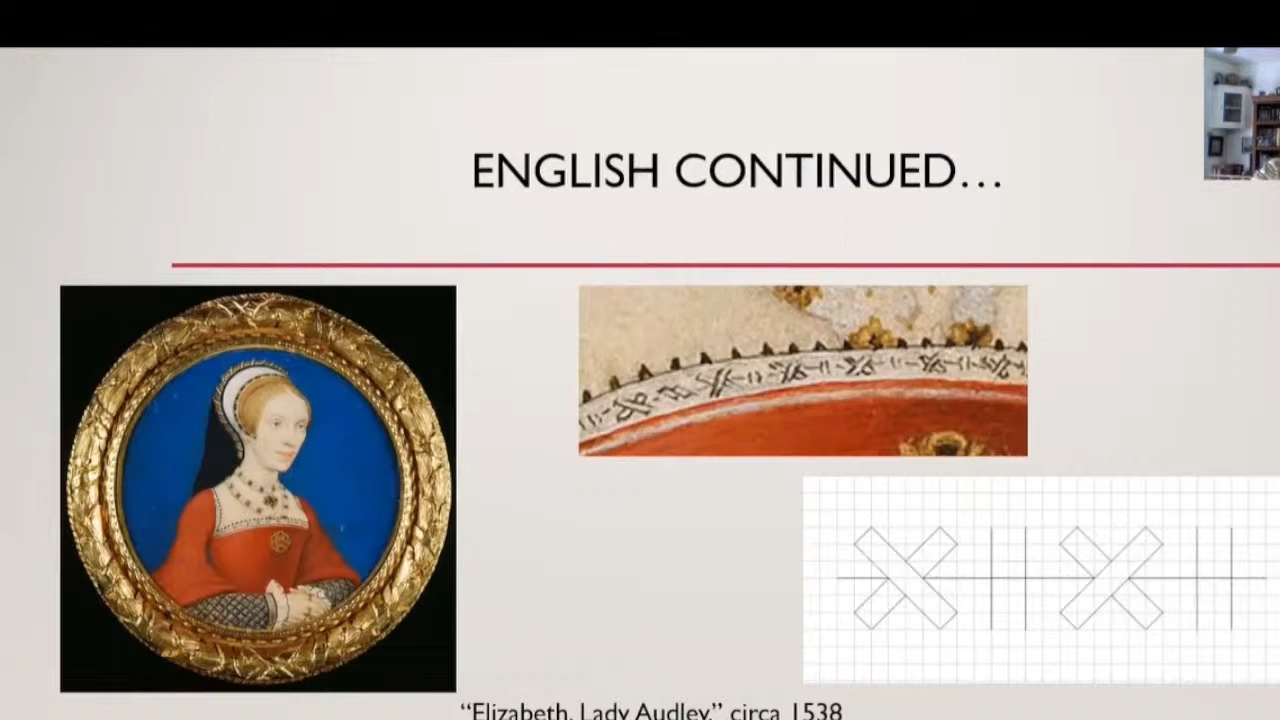 ENGLISH CONTINUED…
“Elizabeth, Lady Audley,” circa 1538